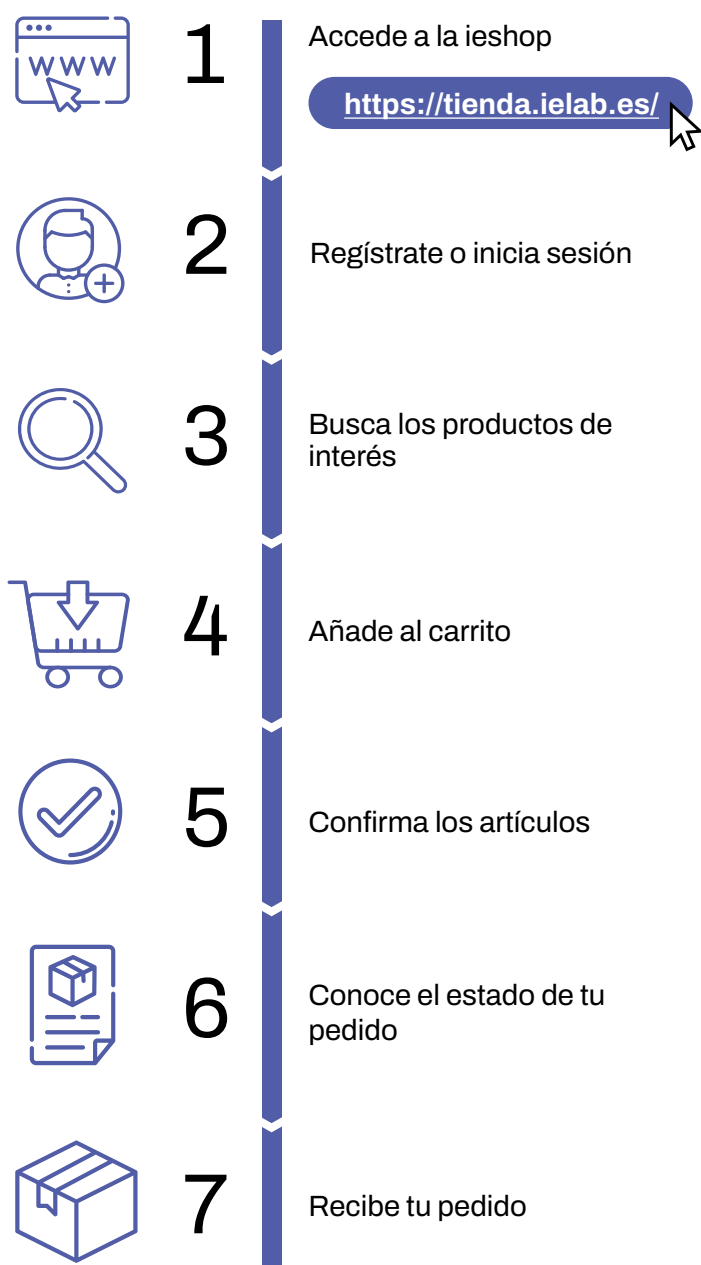 WWW
1
Accede a la ieshop
https://tienda.ielab.es/
2
Regístrate o inicia sesión
3
Busca los productos de
interés
4
Añade al carrito
5
Confirma los artículos
6
Conoce el estado de tu
pedido
7
Recibe tu pedido